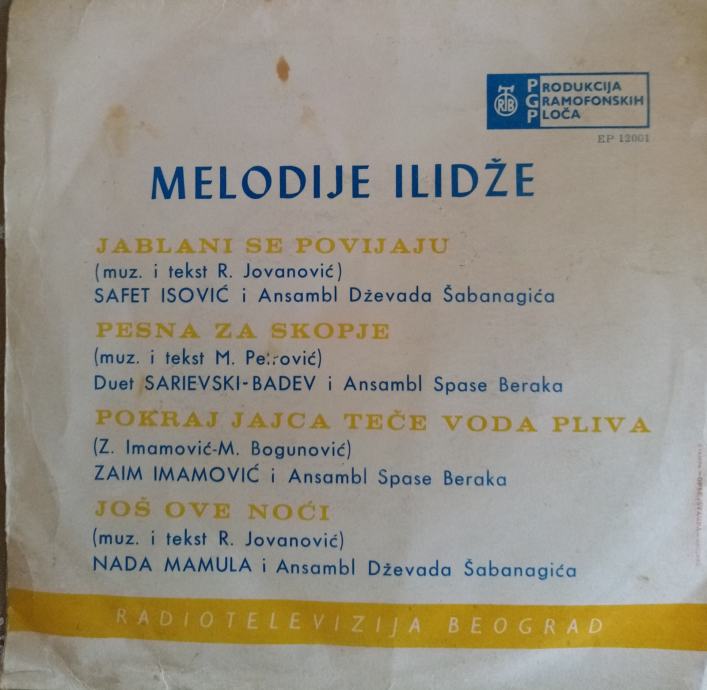 RTB
PRODUKCIJA
GRAMOFONSKIH
PLOČA
EP 12001
MELODIJE ILIDŽE
JABLANI SE POVIJAJU
(muz. i tekst R. Jovanović)
SAFET ISOVIĆ i Ansambl Dževada Šabanagića
PESNA ZA SKOPJE
(muz. i tekst M. Petrović)
Duet SARIEVSKI-BADEV i Ansambl Spase Beraka
POKRAJ JAJCA TEČE VODA PLIVA
(Z. Imamović-M. Bogunović)
ZAIM IMAMOVIĆ i Ansambl Spase Beraka
JOŠ OVE NOĆI
(muz. i tekst R. Jovanović)
NADA MAMULA i Ansambl Dževada Šabanagića
RADIOTELEVIZIJA BEOGRAD